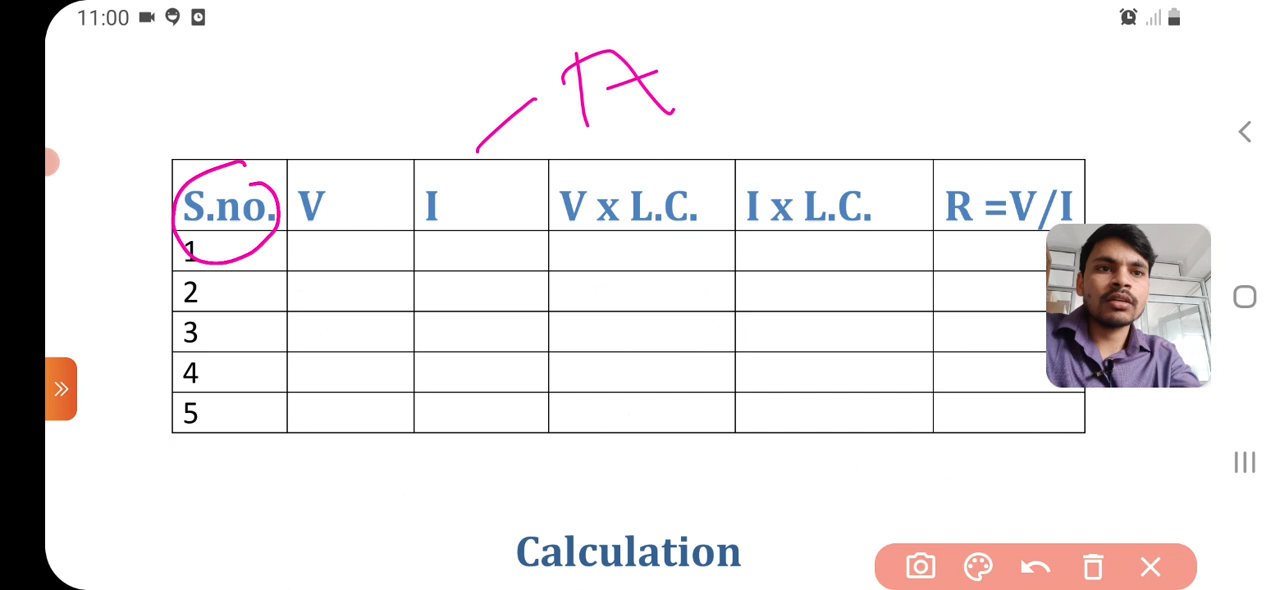 11:00
A
S.no. V I V x L.C. I x L.C. R =V/I
1
2
3
4
5
Calculation